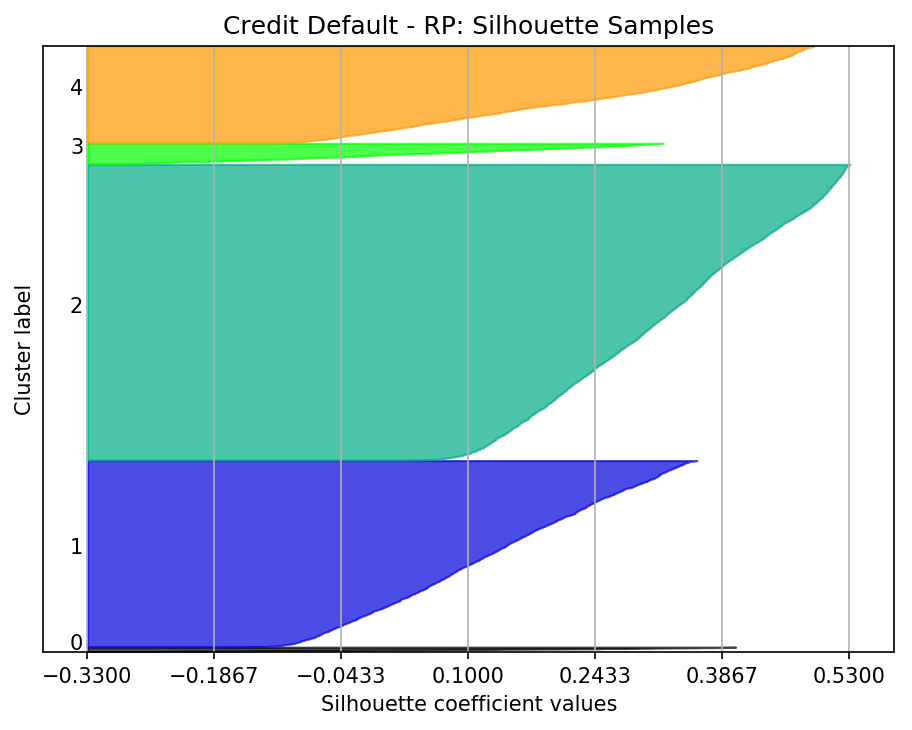 Credit Default - RP: Silhouette Samples
Cluster label
4
3
2
1
0
−0.3300 −0.1867 −0.0433 0.1000 0.2433 0.3867 0.5300
Silhouette coefficient values